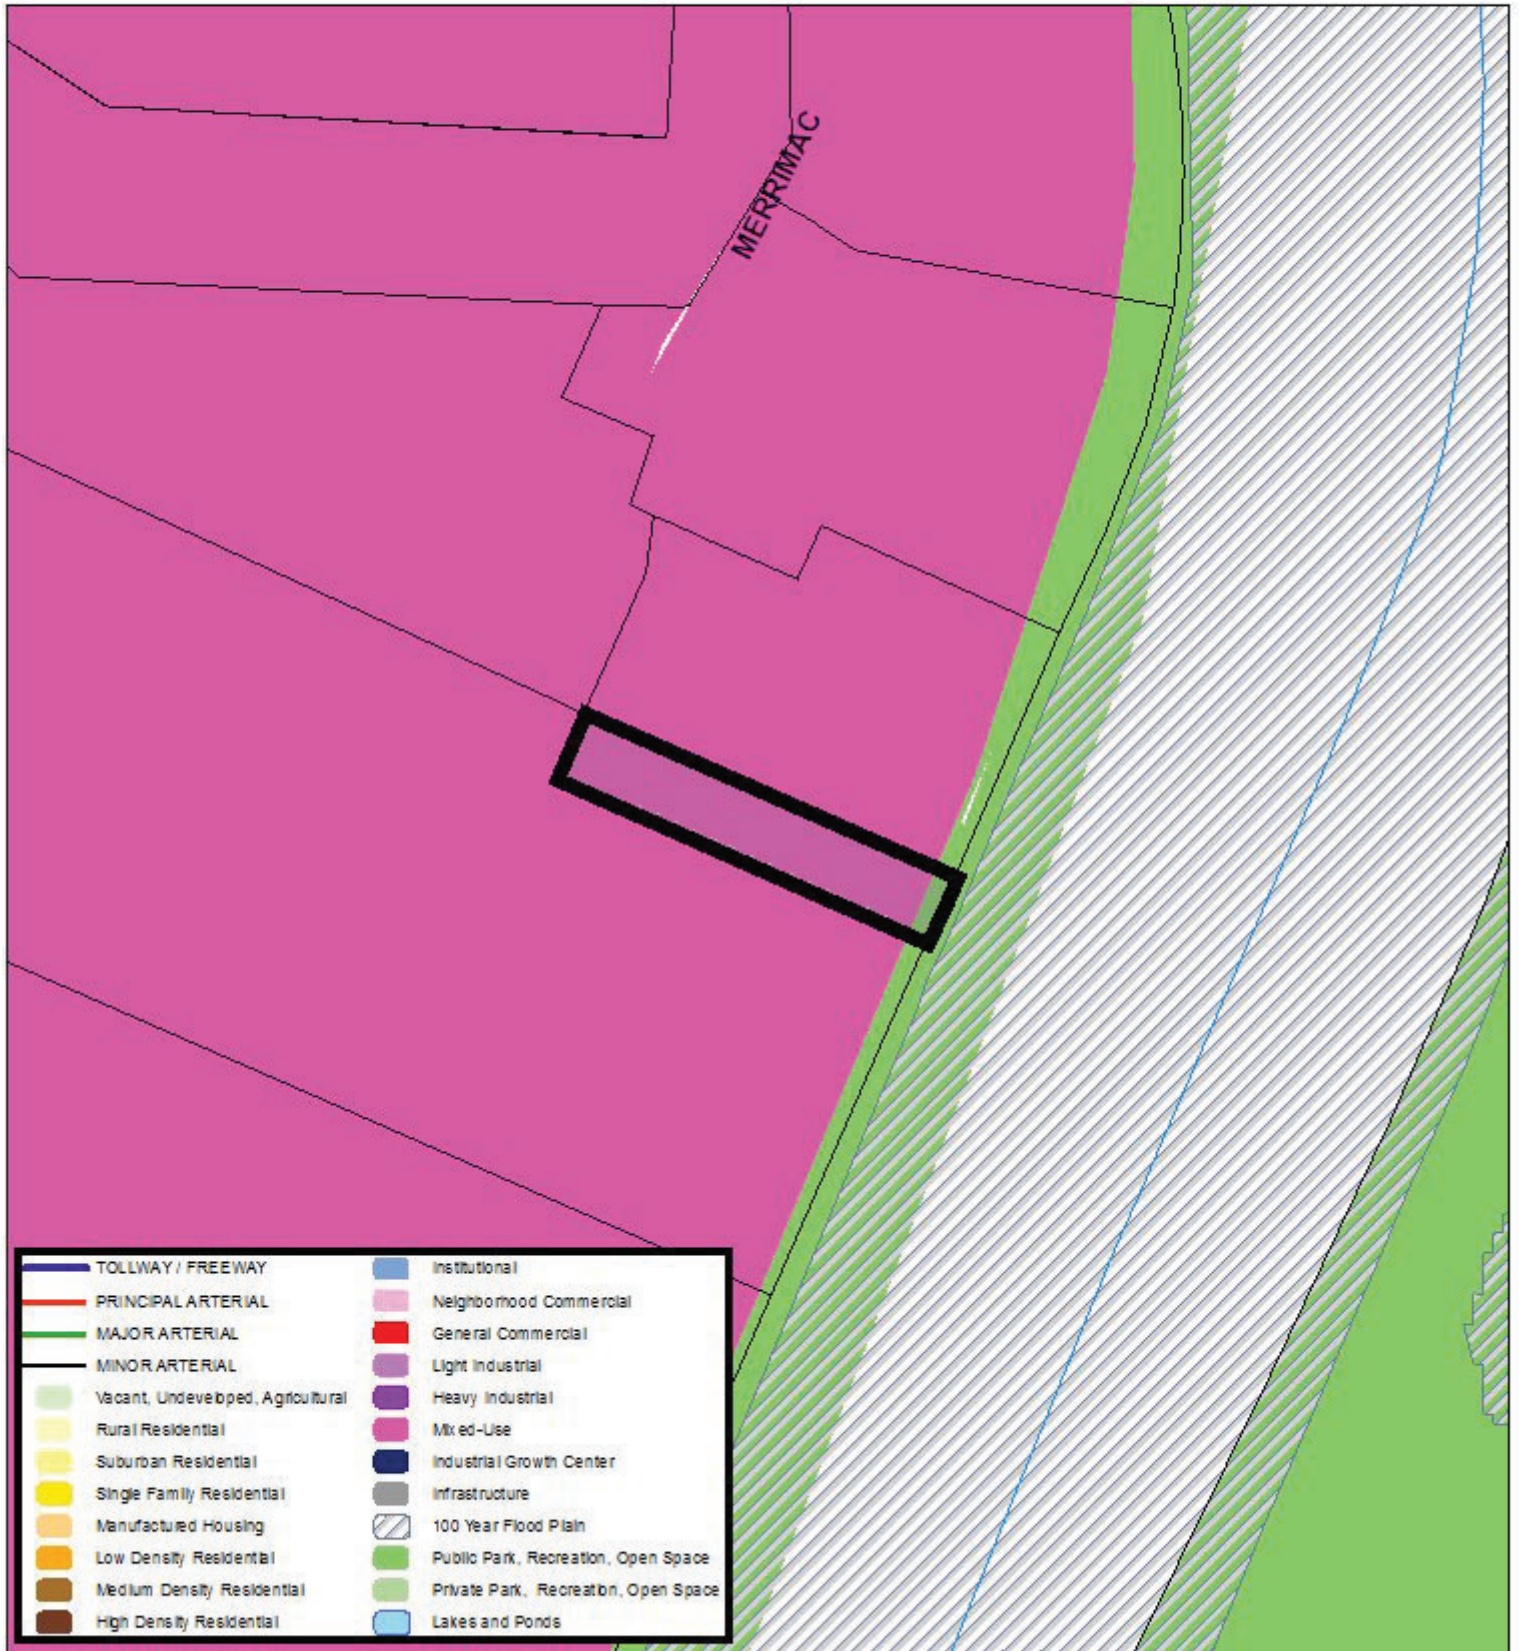 MERRIMAC
TOLLWAY / FREEWAY
PRINCIPAL ARTERIAL
MAJOR ARTERIAL
MINOR ARTERIAL
Vacant, Undeveloped, Agricultural
Rural Residential
Suburban Residential
Single Family Residential
Manufactured Housing
Low Density Residential
Medium Density Residential
High Density Residential
Institutional
Neighborhood Commercial
General Commercial
Light Industrial
Heavy Industrial
Mixed-Use
Industrial Growth Center
Infrastructure
100 Year Flood Plain
Public Park, Recreation, Open Space
Private Park, Recreation, Open Space
Lakes and Ponds